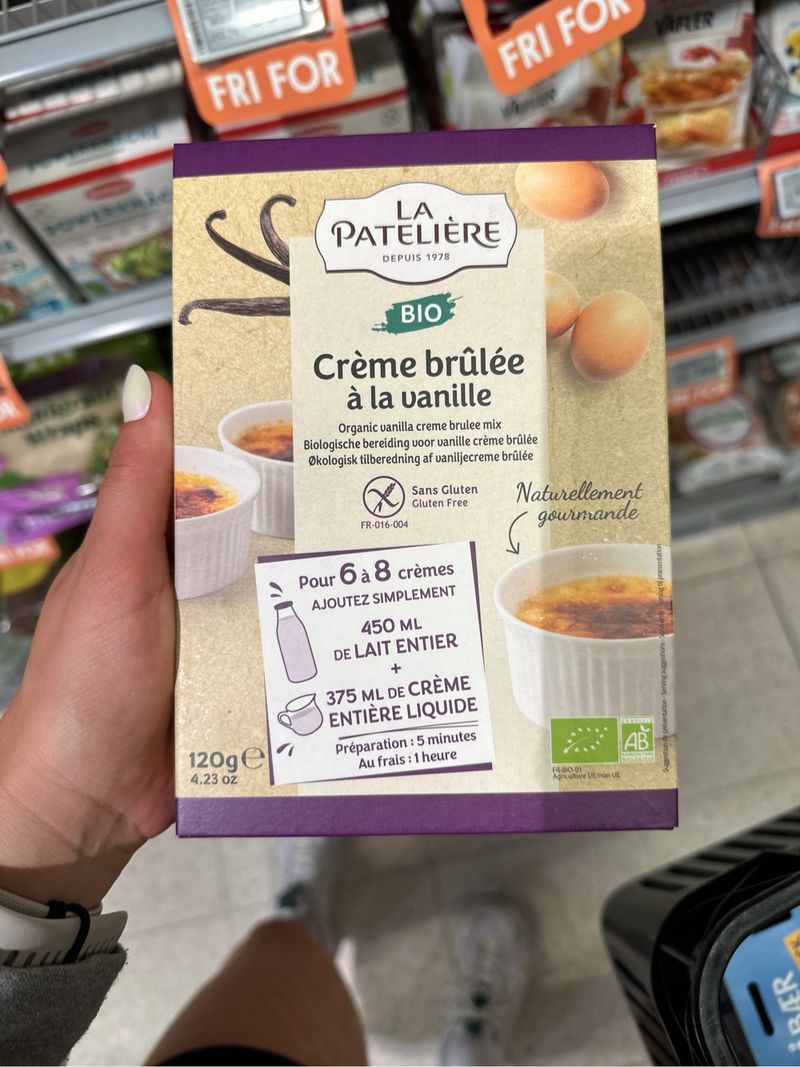 FRI FOR
FRI FOR
VAFLER
LA
PATELIÈRE
DEPUIS 1978
BIO
Crème brûlée
à la vanille
Organic vanilla creme brulee mix
Biologische bereiding voor vanille crème brûlée
Økologisk tilberedning af vaniljecreme brûlée
Sans Gluten
Gluten Free
FR-016-004
Naturellement
gourmande
Pour 6 à 8 crèmes
AJOUTEZ SIMPLEMENT
450 ML
DE LAIT ENTIER
+
375 ML DE CRÈME
ENTIÈRE LIQUIDE
Préparation : 5 minutes
Au frais : 1 heure
120g e
4.23 oz
AB
FR-BIO-01
Agriculture UE/non UE
BÆR